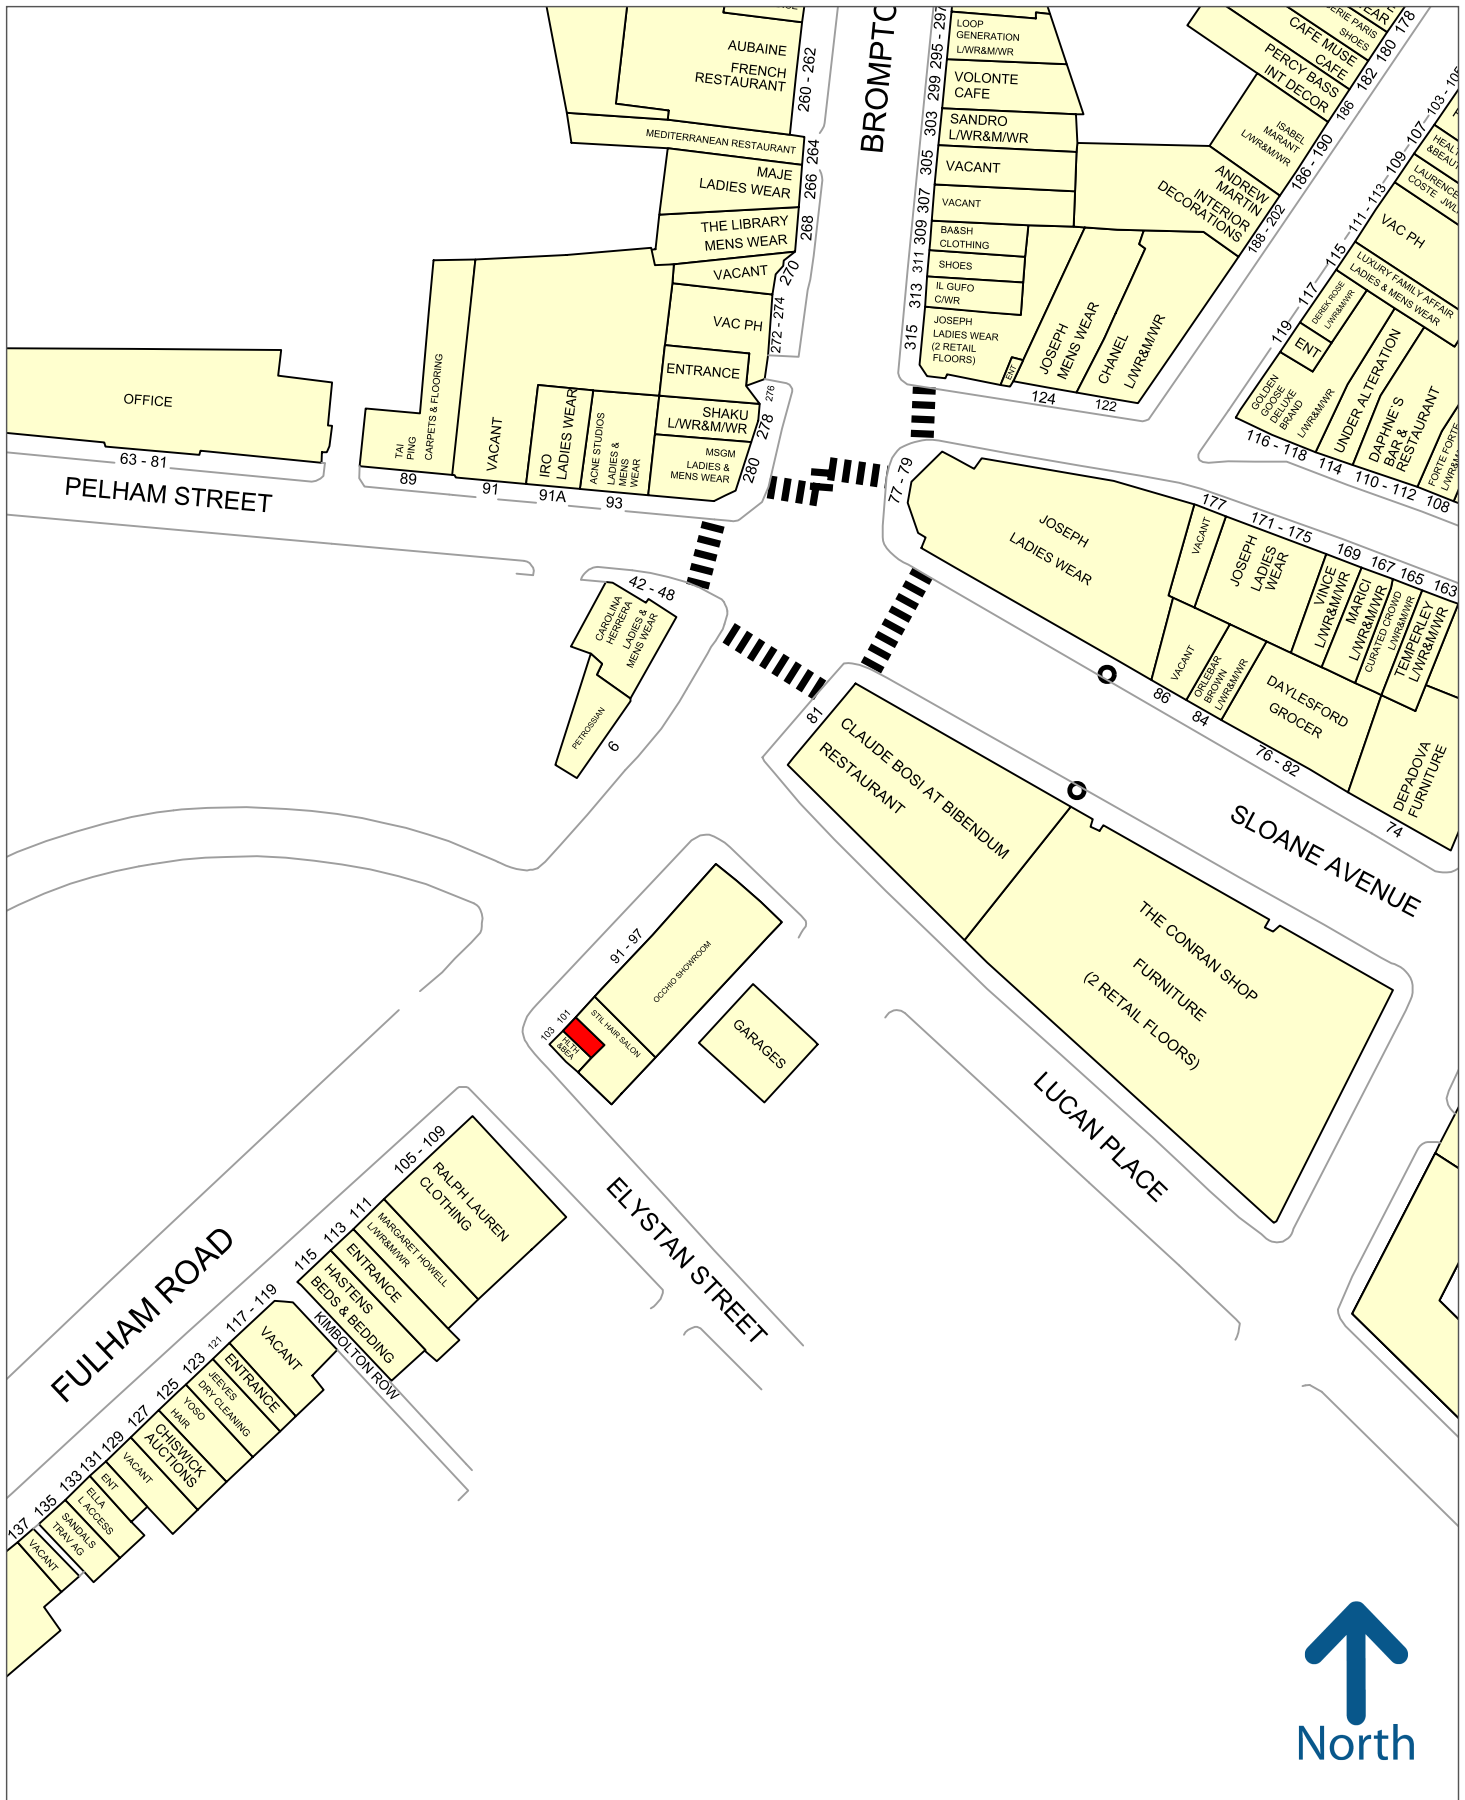 AUBAINE
FRENCH
RESTAURANT
260 - 262
MEDITERRANEAN RESTAURANT
264
MAJE
LADIES WEAR
266
THE LIBRARY
MENS WEAR
268
VACANT
270
VAC PH
272 - 274
ENTRANCE
276
SHAKU
L/WR&M/WR
278
MSGM
LADIES &
MENS WEAR
280
OFFICE
63 - 81
PELHAM STREET
TAI
PING
CARPETS & FLOORING
89
VACANT
91
IRO
LADIES WEAR
91A
ACNE STUDIOS
LADIES &
MENS
WEAR
93
BROMPTO
LOOP
GENERATION
L/WR&M/WR
295 - 297
VOLONTE
CAFE
299
SANDRO
L/WR&M/WR
303
VACANT
305
VACANT
307
BA&SH
CLOTHING
309
SHOES
311
IL GUFO
C/WR
313
JOSEPH
LADIES WEAR
(2 RETAIL
FLOORS)
315
ENT
JOSEPH
MENS WEAR
124
CHANEL
L/WR&M/WR
122
ANDREW
MARTIN
INTERIOR
DECORATIONS
188 - 202
ISABEL
MARANT
L/WR&M/WR
186 - 190
PERCY BASS
INT DECOR
186
CAFE MUSE
CAFE
182
ERIE PARIS
SHOES
180
EAR
178
103 - 105
107
HEALT
&BEAUT
109
LAURENCE
COSTE JWL
111 - 113
VAC PH
115
LUXURY FAMILY AFFAIR
LADIES & MENS WEAR
117
DEREK ROSE
L/WR&M/WR
119
ENT
GOLDEN
GOOSE
DELUXE
BRAND
L/WR&M/WR
116 - 118
UNDER ALTERATION
114
DAPHNE`S
BAR &
RESTAURANT
110 - 112
FORTE FORTE
L/WR&M
108
77 - 79
JOSEPH
LADIES WEAR
VACANT
177
JOSEPH
LADIES
WEAR
171 - 175
VINCE
L/WR&M/WR
169
MARICI
L/WR&M/WR
167
CURATED CROWD
L/WR&M/WR
165
TEMPERLEY
L/WR&M/WR
163
VACANT
86
ORLEBAR
BROWN
L/WR&M/WR
84
DAYLESFORD
GROCER
76 - 82
DEPADOVA
FURNITURE
74
SLOANE AVENUE
42 - 48
CAROLINA
HERRERA
LADIES &
MENS WEAR
PETROSSIAN
6
81
CLAUDE BOSI AT BIBENDUM
RESTAURANT
THE CONRAN SHOP
FURNITURE
(2 RETAIL FLOORS)
LUCAN PLACE
91 - 97
OCCHIO SHOWROOM
STIL HAIR SALON
101
103
HLTH
&BEA
GARAGES
ELYSTAN STREET
FULHAM ROAD
105 - 109
RALPH LAUREN
CLOTHING
111
MARGARET HOWELL
L/WR&M/WR
113
ENTRANCE
115
HASTENS
BEDS & BEDDING
KIMBOLTON ROW
117 - 119
VACANT
121
ENTRANCE
123
JEEVES
DRY CLEANING
125
YOSO
HAIR
127
CHISWICK
AUCTIONS
129
VACANT
131
ENT
133
ELLA
L ACCESS
135
SANDALS
TRAV AG
137
VACANT
North